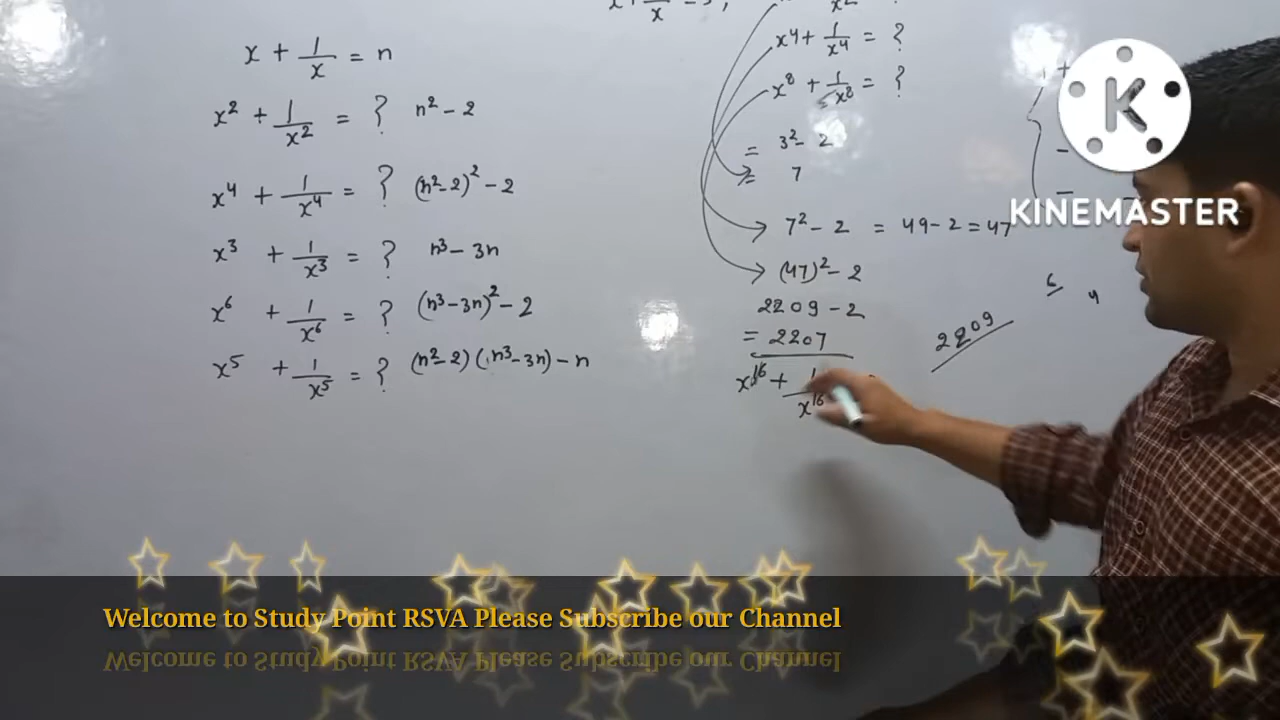 x + 1/x = n
x² + 1/x² = ? n² - 2
x⁴ + 1/x⁴ = ? (n²-2)² - 2
x³ + 1/x³ = ? n³ - 3n
x⁶ + 1/x⁶ = ? (n³-3n)² - 2
x⁵ + 1/x⁵ = ? (n²-2)(n³-3n) - n
x⁴ + 1/x⁴ = ?
x⁸ + 1/x⁸ = ?
= 3² - 2
= 7
7² - 2 = 49 - 2 = 47
(47)² - 2
2209 - 2
= 2207
x¹⁶ + 1/x¹⁶
2209
6 4
KINEMASTER
Welcome to Study Point RSVA Please Subscribe our Channel